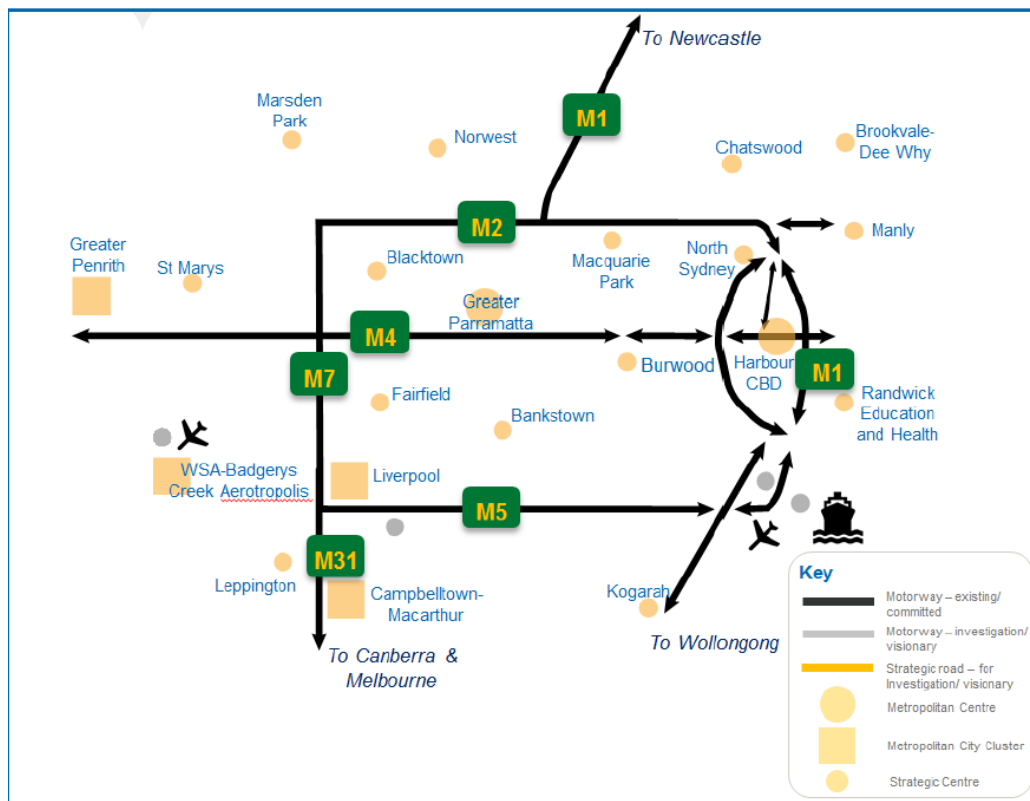 To Newcastle
M1
Marsden
Park
Norwest
Chatswood
Brookvale-
Dee Why
M2
Manly
Greater
Penrith
St Marys
Blacktown
Macquarie
Park
North
Sydney
Greater
Parramatta
M4
M7
Burwood
Harbour
CBD
M1
Fairfield
Bankstown
Randwick
Education
and Health
WSA-Badgerys
Creek Aerotropolis
Liverpool
M5
M31
Leppington
Campbelltown-
Macarthur
Kogarah
To Wollongong
To Canberra &
Melbourne
Key
Motorway – existing/
committed
Motorway – investigation/
visionary
Strategic road – for
Investigation/ visionary
Metropolitan Centre
Metropolitan City Cluster
Strategic Centre